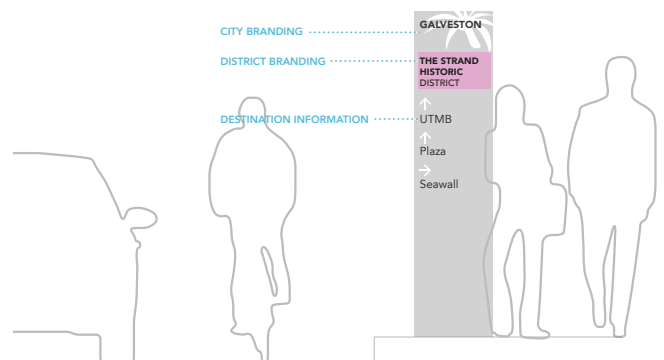 CITY BRANDING
GALVESTON
DISTRICT BRANDING
THE STRAND
HISTORIC
DISTRICT
DESTINATION INFORMATION
UTMB
Plaza
Seawall